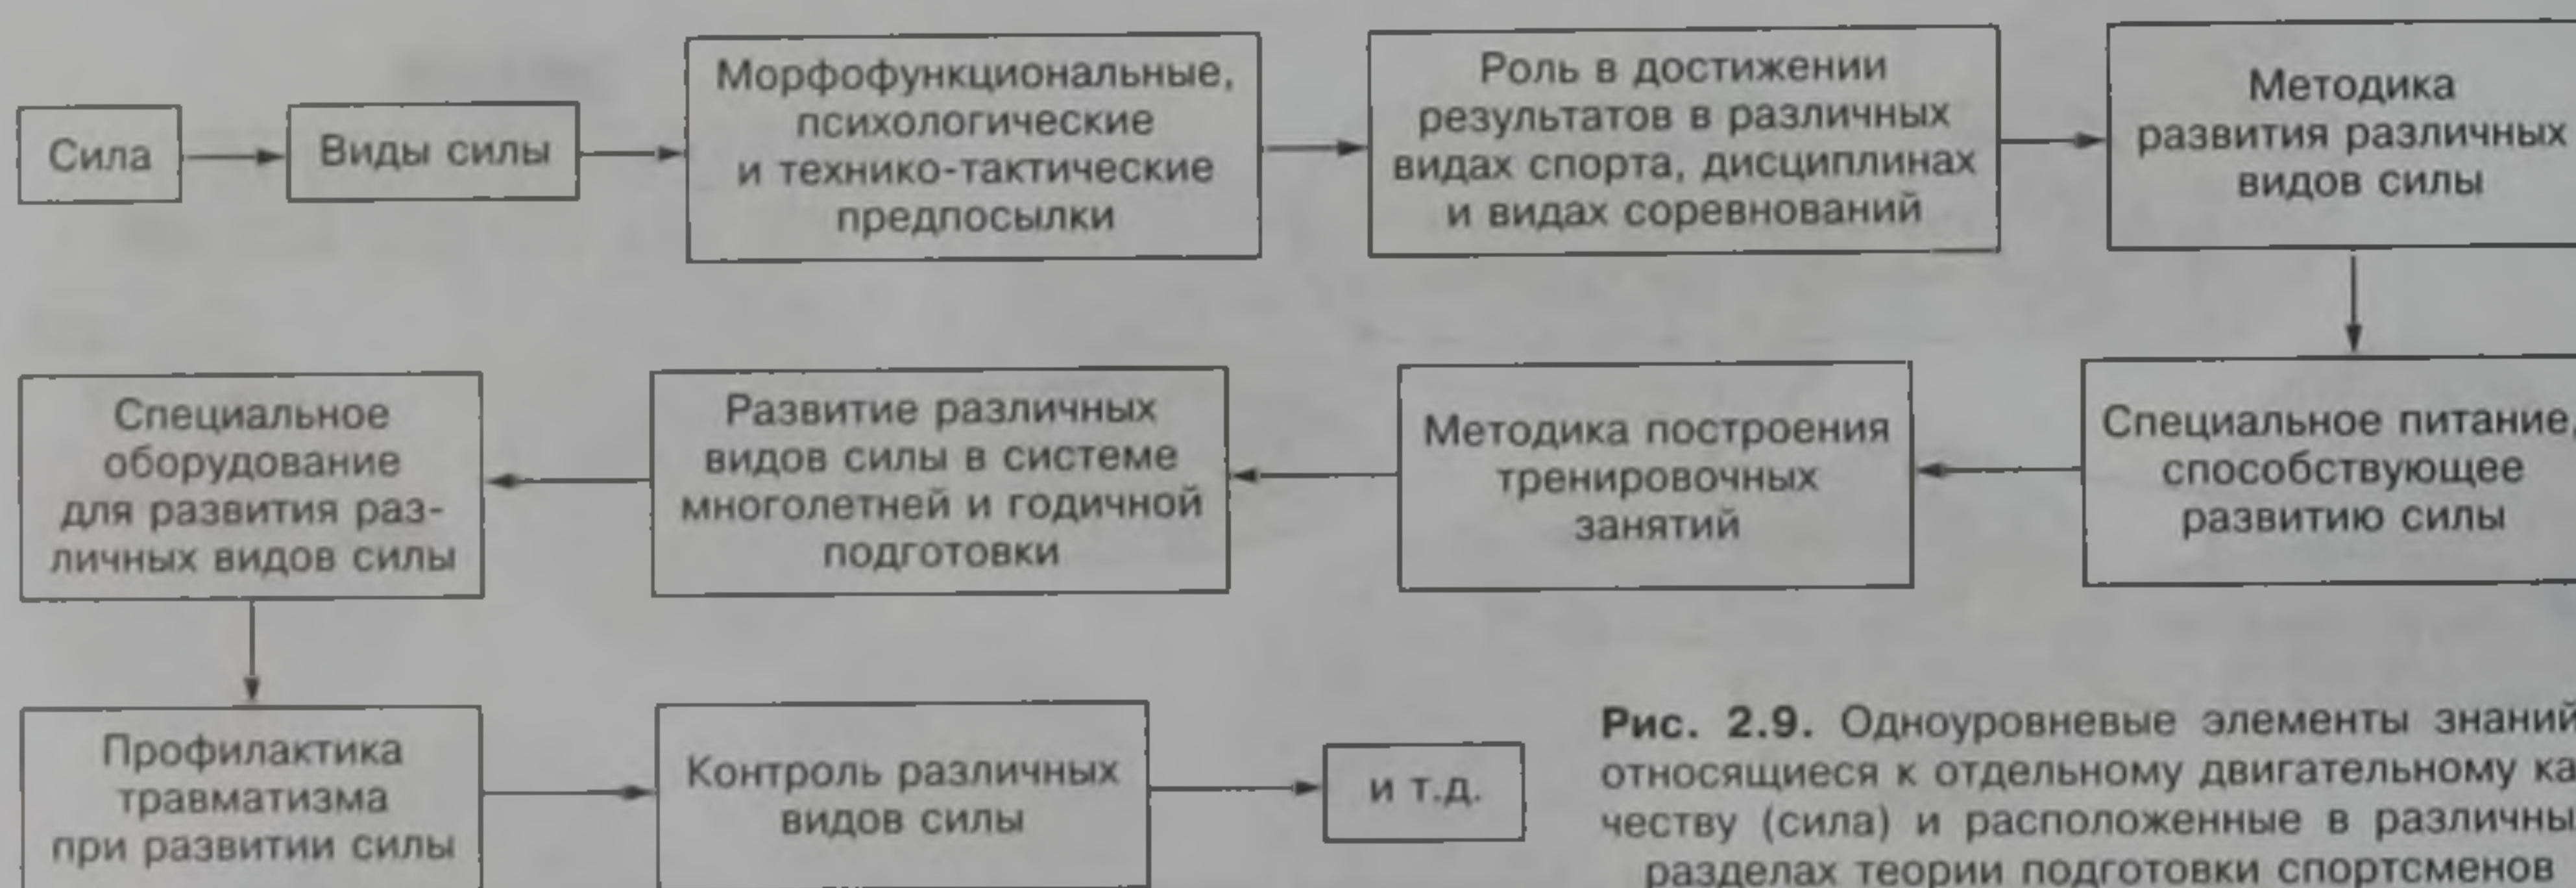 Сила
Виды силы
Морфофункциональные,
психологические
и технико-тактические
предпосылки
Роль в достижении
результатов в различных
видах спорта, дисциплинах
и видах соревнований
Методика
развития различных
видов силы
Специальное питание,
способствующее
развитию силы
Методика построения
тренировочных
занятий
Развитие различных
видов силы в системе
многолетней и годичной
подготовки
Специальное
оборудование
для развития раз-
личных видов силы
Профилактика
травматизма
при развитии силы
Контроль различных
видов силы
и т.д.
Рис. 2.9. Одноуровневые элементы знаний
относящиеся к отдельному двигательному ка
честву (сила) и расположенные в различны
разделах теории подготовки спортсменов